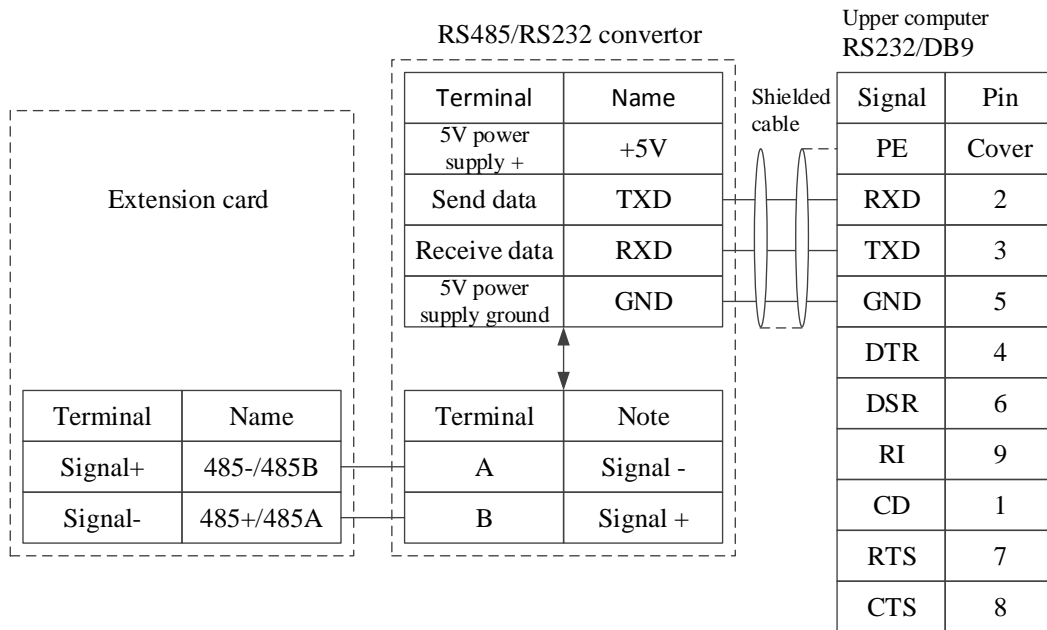 Upper computer
RS485/RS232 convertor
RS232/DB9
Extension card
Terminal Name
5V power
supply +
+5V
Send data TXD
Receive data RXD
5V power
supply ground
GND
Shielded
cable
Signal Pin
PE Cover
RXD 2
TXD 3
GND 5
DTR 4
DSR 6
RI 9
CD 1
RTS 7
CTS 8
Terminal Name
Signal+ 485-/485B
Signal- 485+/485A
Terminal Note
A Signal -
B Signal +